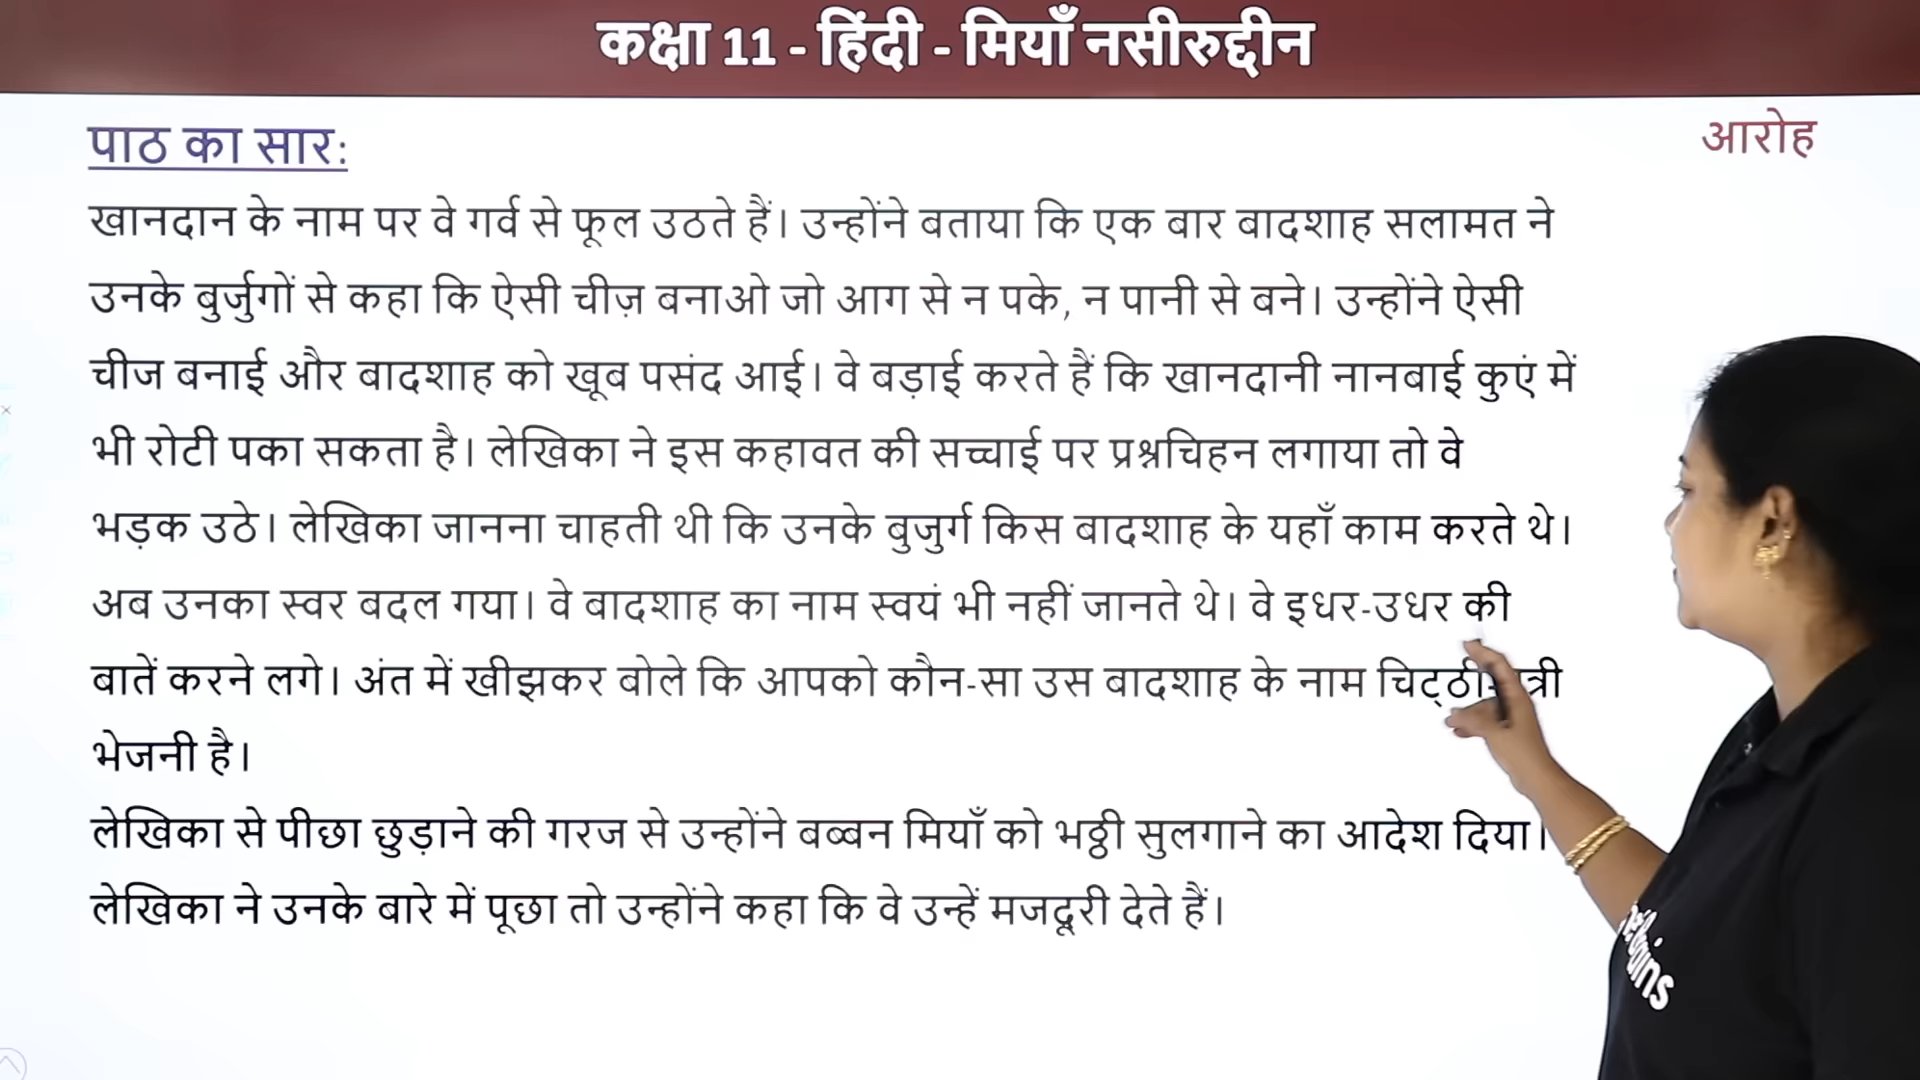 कक्षा 11 - हिंदी - मियाँ नसीरुद्दीन
आरोह
पाठ का सार:
खानदान के नाम पर वे गर्व से फूल उठते हैं। उन्होंने बताया कि एक बार बादशाह सलामत ने
उनके बुर्जुगों से कहा कि ऐसी चीज़ बनाओ जो आग से न पके, न पानी से बने। उन्होंने ऐसी
चीज बनाई और बादशाह को खूब पसंद आई। वे बड़ाई करते हैं कि खानदानी नानबाई कुएं में
भी रोटी पका सकता है। लेखिका ने इस कहावत की सच्चाई पर प्रश्नचिहन लगाया तो वे
भड़क उठे। लेखिका जानना चाहती थी कि उनके बुजुर्ग किस बादशाह के यहाँ काम करते थे।
अब उनका स्वर बदल गया। वे बादशाह का नाम स्वयं भी नहीं जानते थे। वे इधर-उधर की
बातें करने लगे। अंत में खीझकर बोले कि आपको कौन-सा उस बादशाह के नाम
भेजनी है।
लेखिका से पीछा छुड़ाने की गरज से उन्होंने बब्बन मियाँ को भठ्ठी सुलगाने का आदेश दिया।
लेखिका ने उनके बारे में पूछा तो उन्होंने कहा कि वे उन्हें मजदूरी देते हैं।